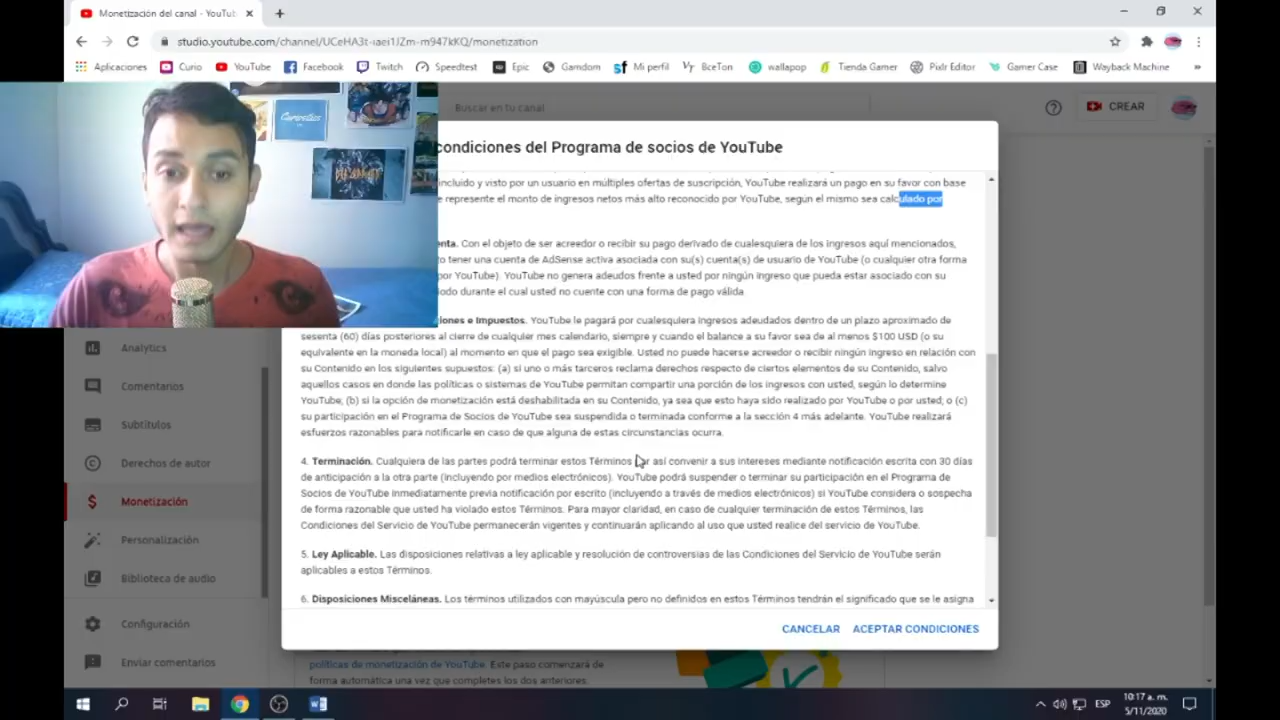 Monetización del canal - YouTub
studio.youtube.com/channel/UCeHA3t-iaei1JZm-m947kKQ/monetization
Aplicaciones Curio YouTube Facebook Twitch Speedtest Epic Gamdom Mi perfil BceTon wallapop Tienda Gamer Pixlr Editor Gamer Case Wayback Machine »
Buscar en tu canal
CREAR
condiciones del Programa de socios de YouTube
incluido y visto por un usuario en múltiples ofertas de suscripción, YouTube realizará un pago en su favor con base
e represente el monto de ingresos netos más alto reconocido por YouTube, según el mismo sea calculado por
enta. Con el objeto de ser acreedor o recibir su pago derivado de cualesquiera de los ingresos aquí mencionados,
o tener una cuenta de AdSense activa asociada con su(s) cuenta(s) de usuario de YouTube (o cualquier otra forma
por YouTube). YouTube no genera adeudos frente a usted por ningún ingreso que pueda estar asociado con su
odo durante el cual usted no cuente con una forma de pago válida
iones e Impuestos. YouTube le pagará por cualesquiera ingresos adeudados dentro de un plazo aproximado de
sesenta (60) días posteriores al cierre de cualquier mes calendario, siempre y cuando el balance a su favor sea de al menos $100 USD (o su
equivalente en la moneda local) al momento en que el pago sea exigible. Usted no puede hacerse acreedor o recibir ningún ingreso en relación con
su Contenido en los siguientes supuestos: (a) si uno o más terceros reclama derechos respecto de ciertos elementos de su Contenido, salvo
aquellos casos en donde las políticas o sistemas de YouTube permitan compartir una porción de los ingresos con usted, según lo determine
YouTube, (b) si la opción de monetización está deshabilitada en su Contenido, ya sea que esto haya sido realizado por YouTube o por usted; o (c)
su participación en el Programa de Socios de YouTube sea suspendida o terminada conforme a la sección 4 más adelante. YouTube realizará
esfuerzos razonables para notificarle en caso de que alguna de estas circunstancias ocurra.
4. Terminación. Cualquiera de las partes podrá terminar estos Términos por así convenir a sus intereses mediante notificación escrita con 30 días
de anticipación a la otra parte (incluyendo por medios electrónicos). YouTube podrá suspender o terminar su participación en el Programa de
Socios de YouTube inmediatamente previa notificación por escrito (incluyendo a través de medios electrónicos) si YouTube considera o sospecha
de forma razonable que usted ha violado estos Términos. Para mayor claridad, en caso de cualquier terminación de estos Términos, las
Condiciones del Servicio de YouTube permanecerán vigentes y continuarán aplicando al uso que usted realice del servicio de YouTube.
5. Ley Aplicable. Las disposiciones relativas a ley aplicable y resolución de controversias de las Condiciones del Servicio de YouTube serán
aplicables a estos Términos.
6. Disposiciones Misceláneas. Los términos utilizados con mayúscula pero no definidos en estos Términos tendrán el significado que se le asigna
CANCELAR ACEPTAR CONDICIONES
Analytics
Comentarios
Subtítulos
Derechos de autor
Monetización
Personalización
Biblioteca de audio
Configuración
Enviar comentarios
políticas de monetización de YouTube. Este paso comenzará de
forma automática una vez que completes los dos anteriores.
ESP
10:17 a. m.
5/11/2020